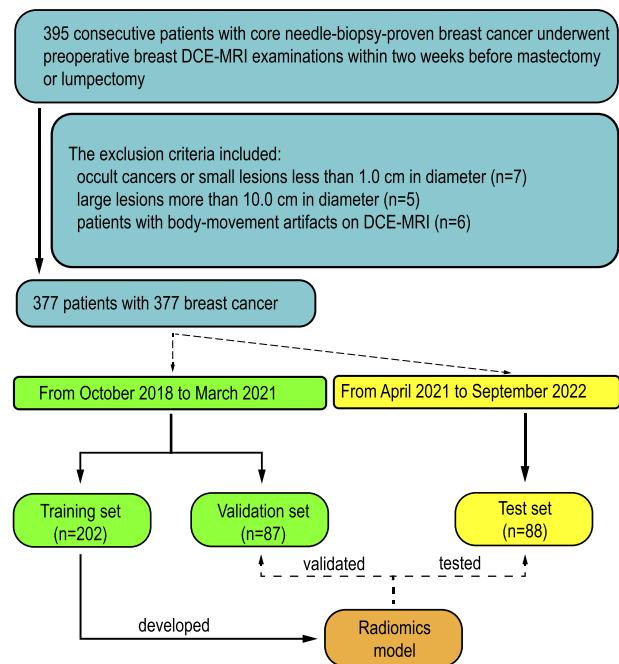 395 consecutive patients with core needle-biopsy-proven breast cancer underwent
preoperative breast DCE-MRI examinations within two weeks before mastectomy
or lumpectomy
The exclusion criteria included:
occult cancers or small lesions less than 1.0 cm in diameter (n=7)
large lesions more than 10.0 cm in diameter (n=5)
patients with body-movement artifacts on DCE-MRI (n=6)
377 patients with 377 breast cancer
From October 2018 to March 2021
From April 2021 to September 2022
Training set
(n=202)
Validation set
(n=87)
Test set
(n=88)
validated
tested
developed
Radiomics
model